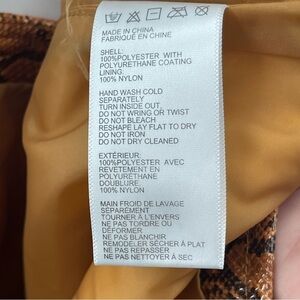 MADE IN CHINA
FABRIQUÉ EN CHINE
SHELL:
100%POLYESTER WITH
POLYURETHANE COATING
LINING:
100% NYLON
HAND WASH COLD
SEPARATELY
TURN INSIDE OUT,
DO NOT WRING OR TWIST
DO NOT BLEACH
RESHAPE LAY FLAT TO DRY
DO NOT IRON
DO NOT DRY CLEAN
EXTÉRIEUR:
100%POLYESTER AVEC
REVÊTEMENT EN
POLYURÉTHANE
DOUBLURE:
100% NYLON
MAIN FROID DE LAVAGE
SÉPARÉMENT
TOURNER À L'ENVERS
NE PAS TORDRE OU
DÉFORMER
NE PAS BLANCHIR
REMODELER SÉCHER À PLAT
NE PAS REPASSER
NE PAS NETTOYER À SEC